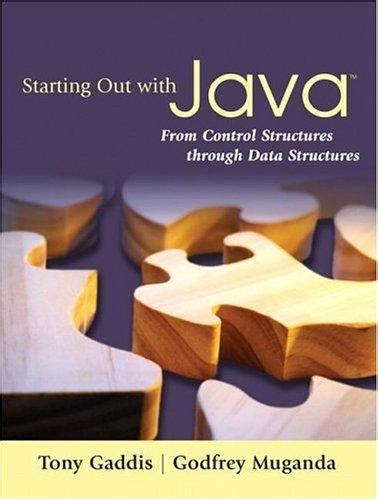 Starting Out with Java™
From Control Structures
through Data Structures
Tony Gaddis | Godfrey Muganda